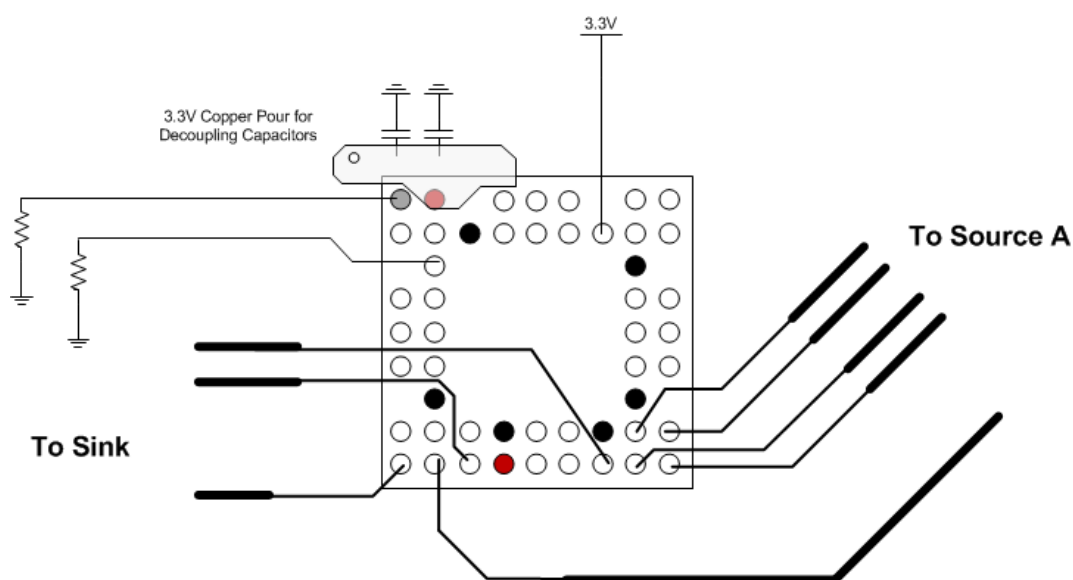 3.3V
3.3V Copper Pour for
Decoupling Capacitors
To Source A
To Sink